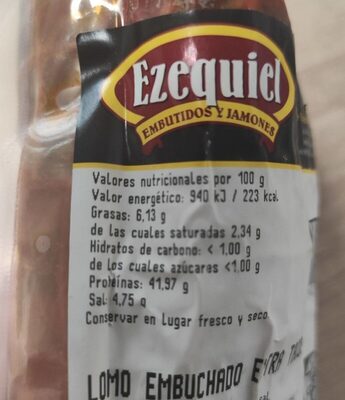 Ezequiel
EMBUTIDOS Y JAMONES
Valores nutricionales por 100 g
Valor energético: 940 kJ / 223 kcal
Grasas: 6,13 g
de las cuales saturadas 2,34 g
Hidratos de carbono: < 1,00 g
de los cuales azúcares <1,00 g
Proteínas: 41,97 g
Sal: 4,75 g
Conservar en lugar fresco y seco
LOMO EMBUCHADO